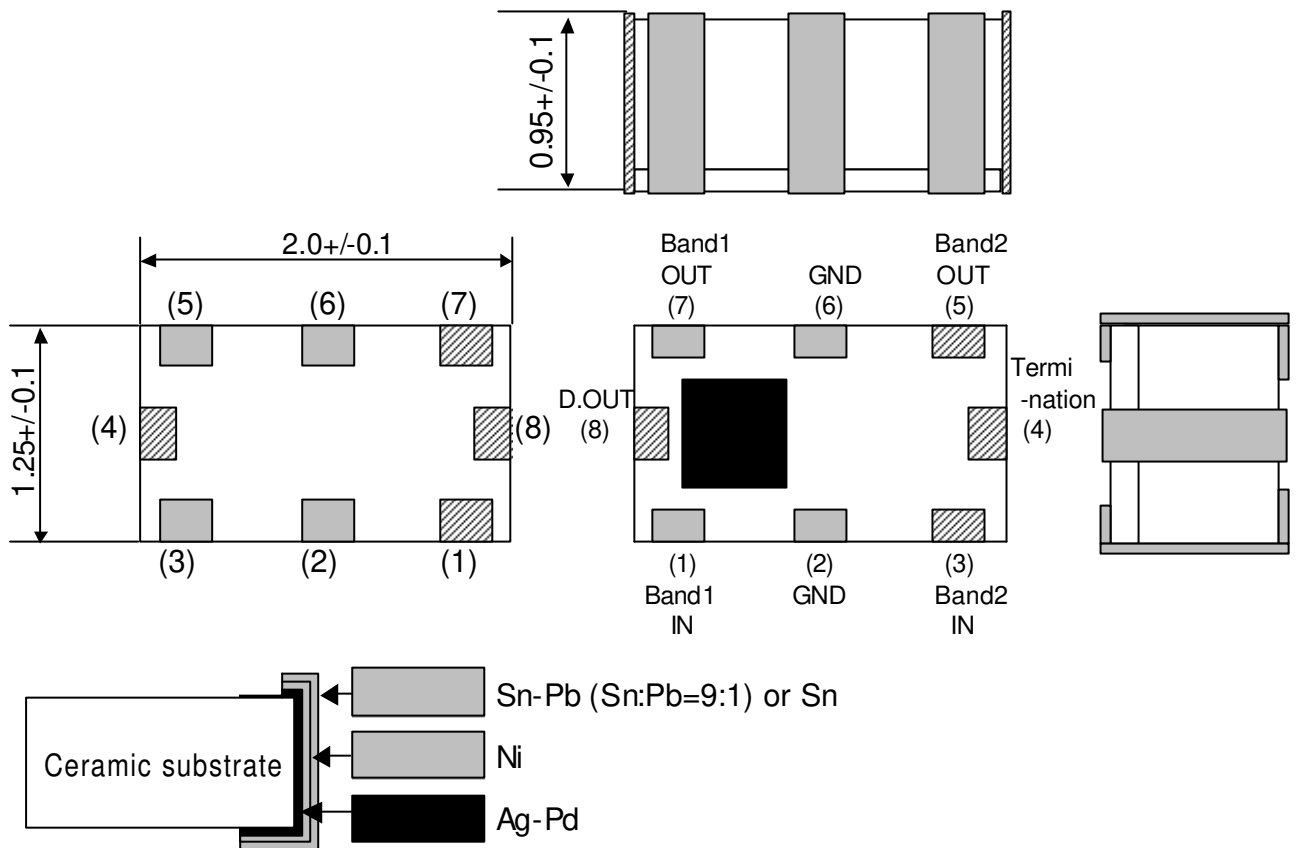 0.95+/-0.1
2.0+/-0.1
1.25+/-0.1
(5) (6) (7)
(4) (8)
(3) (2) (1)
Band1 Band2
OUT GND OUT
(7) (6) (5)
D.OUT
(8)
Termi
-nation
(4)
(1) (2) (3)
Band1 GND Band2
IN IN
Ceramic substrate
Sn-Pb (Sn:Pb=9:1) or Sn
Ni
Ag-Pd